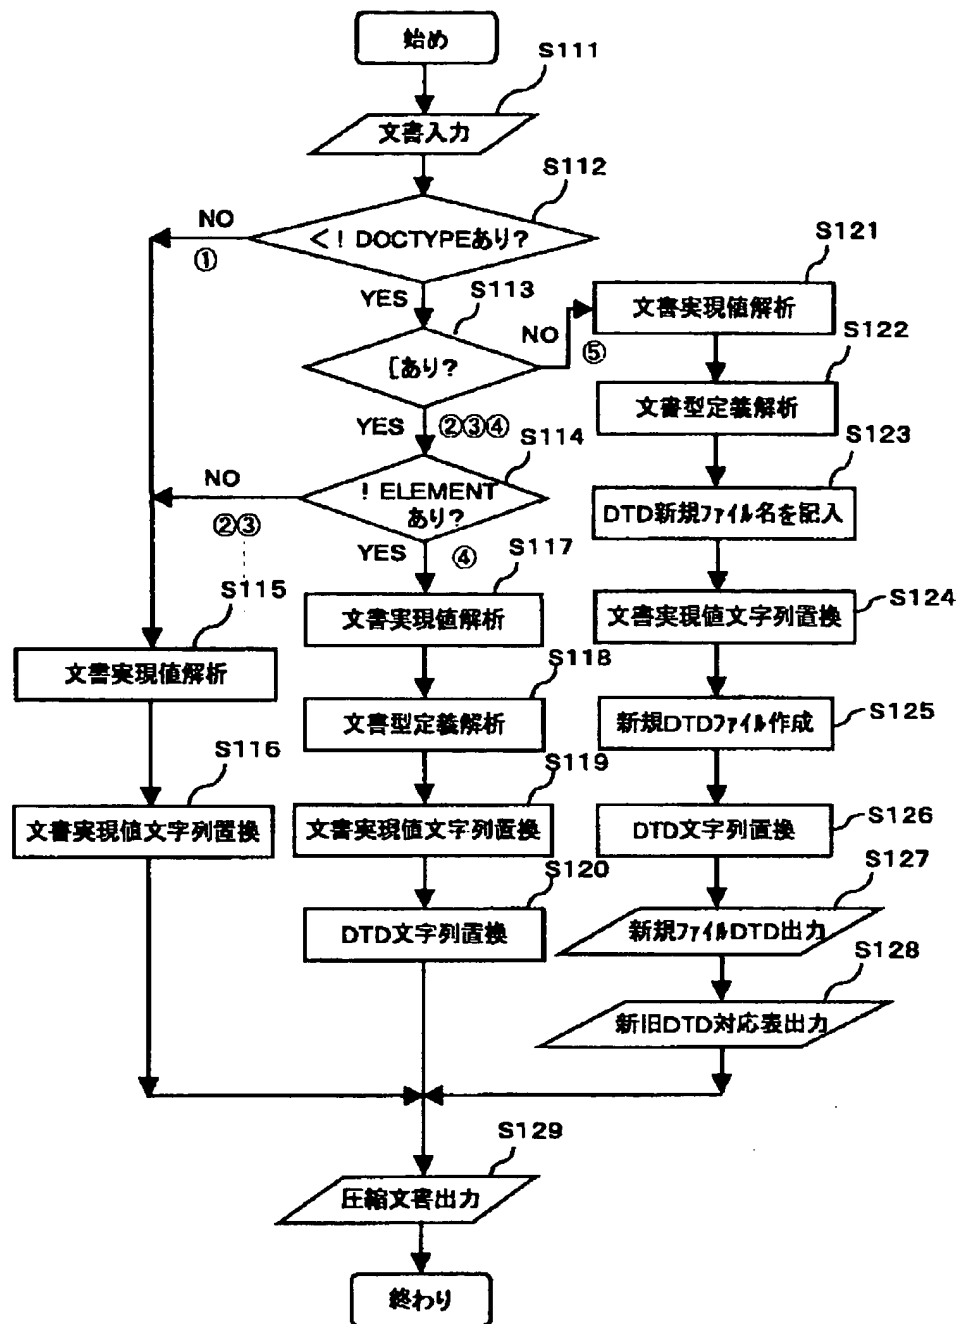 始め
S111
文書入力
S112
<！DOCTYPEあり？
NO
①
YES
S113
[あり？
NO
⑤
S121
文書実現値解析
S122
文書型定義解析
YES
②③④
S114
！ELEMENT
あり？
NO
②③
YES
④
S123
DTD新規ファイル名を記入
S117
文書実現値解析
S124
文書実現値文字列置換
S115
文書実現値解析
S118
文書型定義解析
S125
新規DTDファイル作成
S116
文書実現値文字列置換
S119
文書実現値文字列置換
S126
DTD文字列置換
S120
DTD文字列置換
S127
新規ファイルDTD出力
S128
新旧DTD対応表出力
S129
圧縮文書出力
終わり